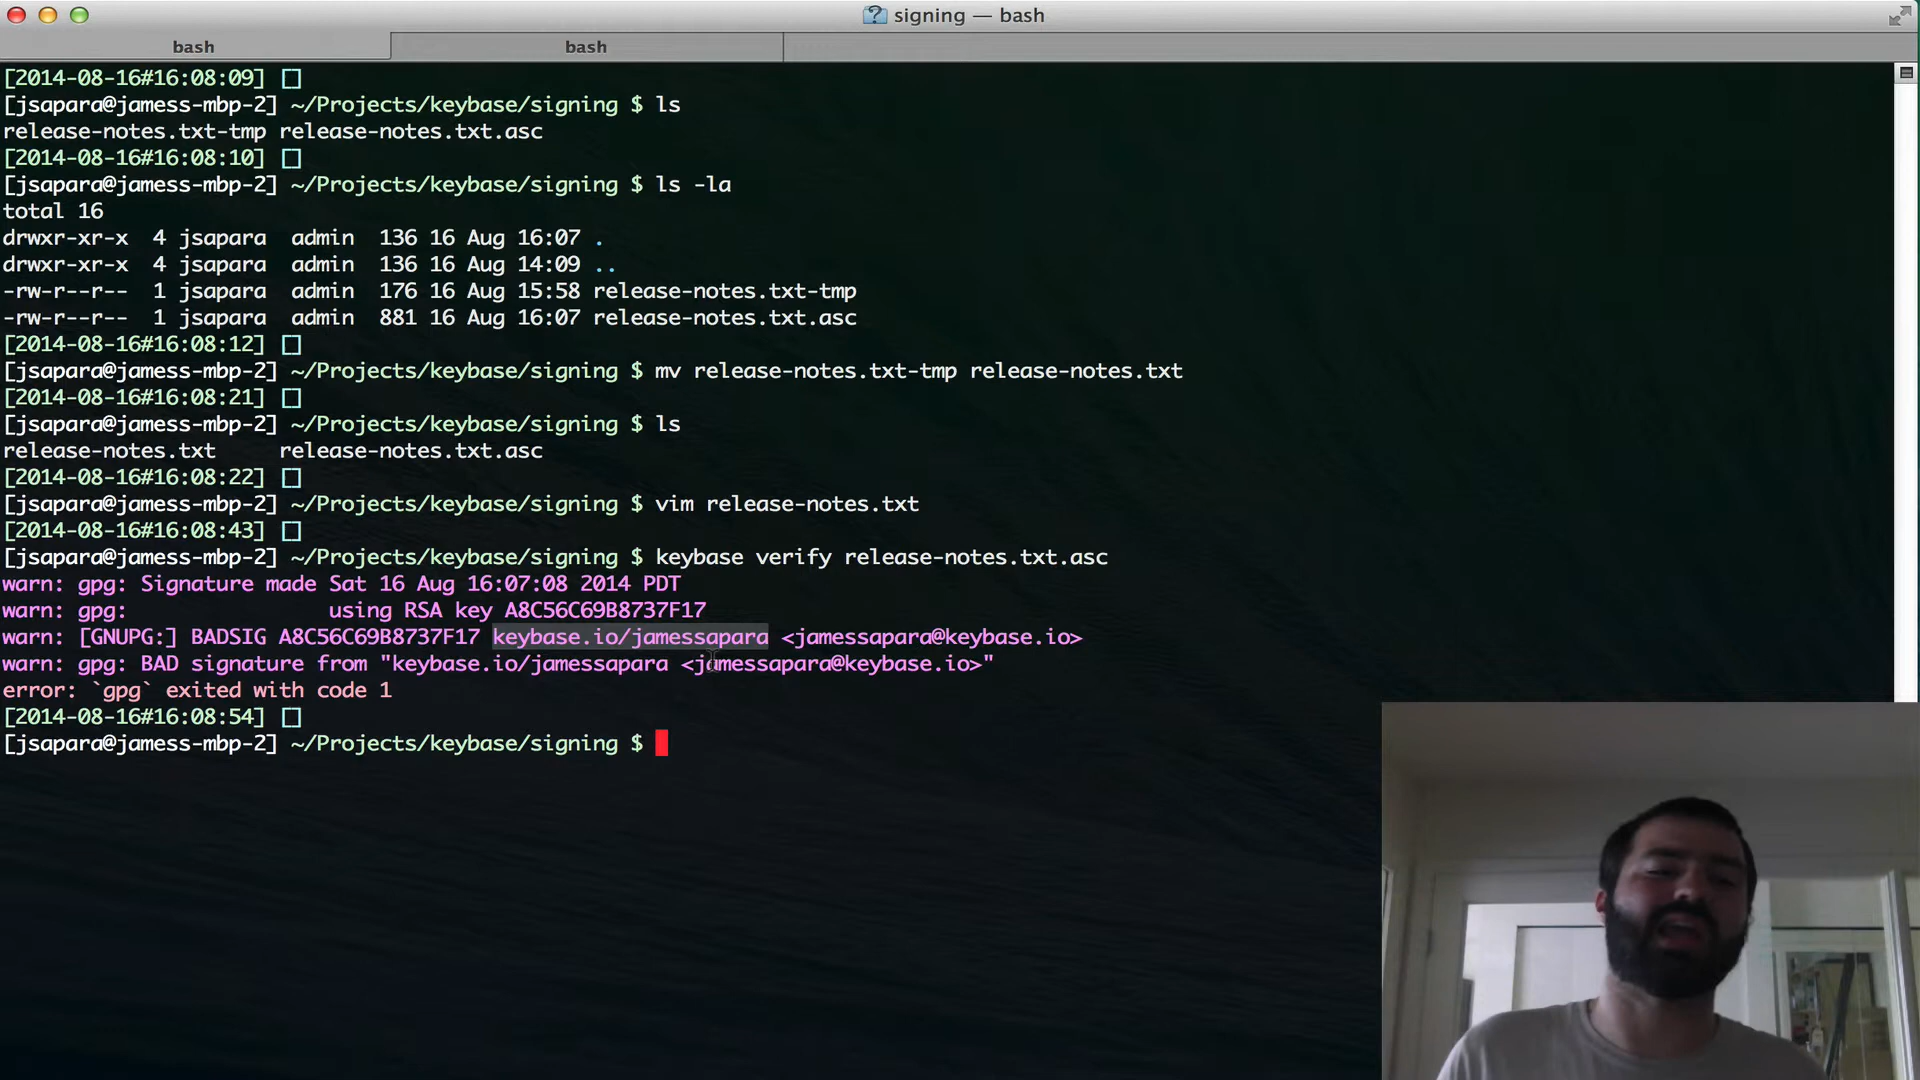 signing — bash
bash
bash
[2014-08-16#16:08:09] []
[jsapara@jamess-mbp-2] ~/Projects/keybase/signing $ ls
release-notes.txt-tmp release-notes.txt.asc
[2014-08-16#16:08:10] []
[jsapara@jamess-mbp-2] ~/Projects/keybase/signing $ ls -la
total 16
drwxr-xr-x  4 jsapara  admin  136 16 Aug 16:07 .
drwxr-xr-x  4 jsapara  admin  136 16 Aug 14:09 ..
-rw-r--r--  1 jsapara  admin  176 16 Aug 15:58 release-notes.txt-tmp
-rw-r--r--  1 jsapara  admin  881 16 Aug 16:07 release-notes.txt.asc
[2014-08-16#16:08:12] []
[jsapara@jamess-mbp-2] ~/Projects/keybase/signing $ mv release-notes.txt-tmp release-notes.txt
[2014-08-16#16:08:21] []
[jsapara@jamess-mbp-2] ~/Projects/keybase/signing $ ls
release-notes.txt     release-notes.txt.asc
[2014-08-16#16:08:22] []
[jsapara@jamess-mbp-2] ~/Projects/keybase/signing $ vim release-notes.txt
[2014-08-16#16:08:43] []
[jsapara@jamess-mbp-2] ~/Projects/keybase/signing $ keybase verify release-notes.txt.asc
warn: gpg: Signature made Sat 16 Aug 16:07:08 2014 PDT
warn: gpg:                using RSA key A8C56C69B8737F17
warn: [GNUPG:] BADSIG A8C56C69B8737F17 keybase.io/jamessapara <jamessapara@keybase.io>
warn: gpg: BAD signature from "keybase.io/jamessapara <jamessapara@keybase.io>"
error: `gpg` exited with code 1
[2014-08-16#16:08:54] []
[jsapara@jamess-mbp-2] ~/Projects/keybase/signing $